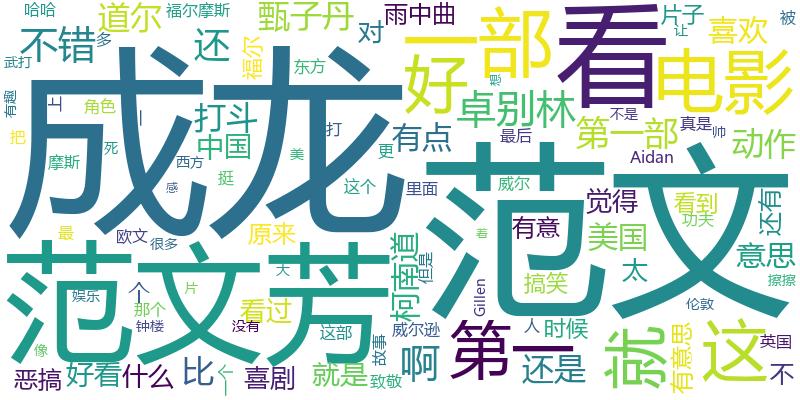 哈哈
道尔
福尔摩斯
甄子丹
雨中曲
片子
让
被
不错
多
还
福尔
对
一部
看
喜欢
武打
成龙
东方
好
电影
想
有趣
上
角色
一
打斗
中国
打
有点
卓别林
第一部
不是
真是
帅
动作
把
死
更
最后
Aidan
摩斯
西方
美
挺
这个
里面
范文
威尔
觉得
看到
功夫
还有
感
最
欧文
很多
原来
柯南道
但是
有意
美国
意思
着
范文芳
大
太
搞笑
擦擦
娱乐
个
那个
片
看过
Gillen
伦敦
钟楼
没有
这部
威尔逊
第一
人
时候
就
有意思
这
英国
像
故事
啊
恶搞
好看
什么
比
喜剧
就是
致敬
还是
不